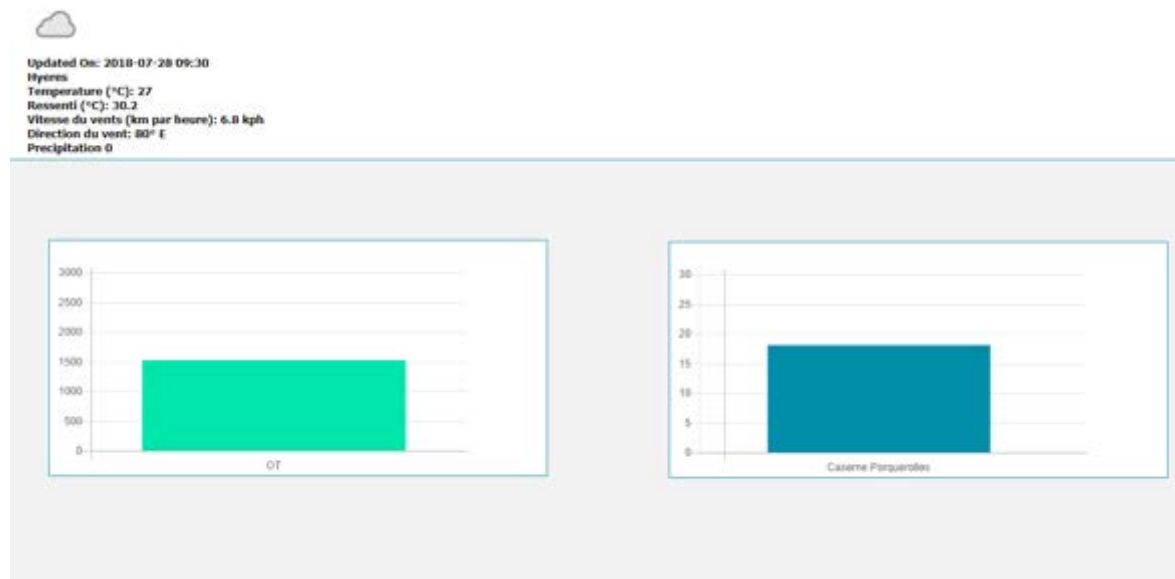 Updated On: 2018-07-28 09:30
Hyeres
Temperature (°C): 27
Ressenti (°C): 30.2
Vitesse du vents (km par heure): 6.8 kph
Direction du vent: 80° E
Precipitation 0
3000
2500
2000
1500
1000
500
0
OT
30
25
20
15
10
5
0
Caserne Porquerolles